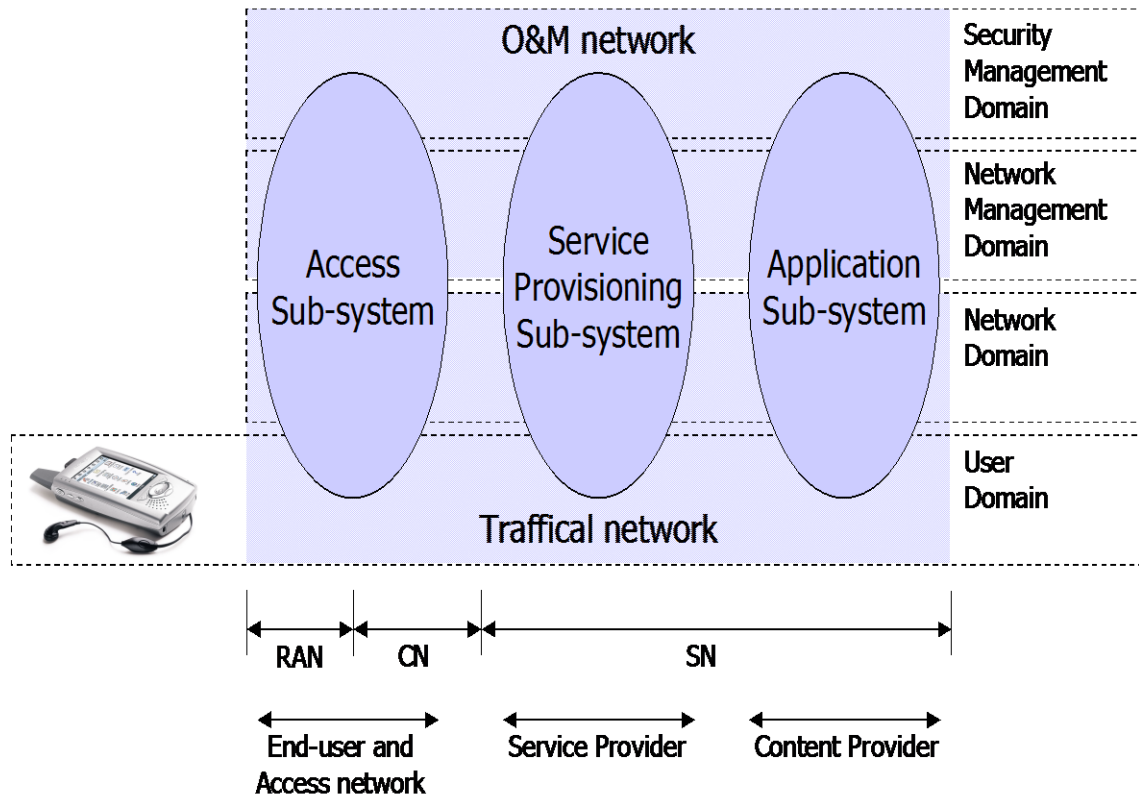 O&M network
Security
Management
Domain
Network
Management
Domain
Access
Sub-system
Service
Provisioning
Sub-system
Application
Sub-system
Network
Domain
User
Domain
Traffical network
RAN
CN
SN
End-user and
Access network
Service Provider
Content Provider